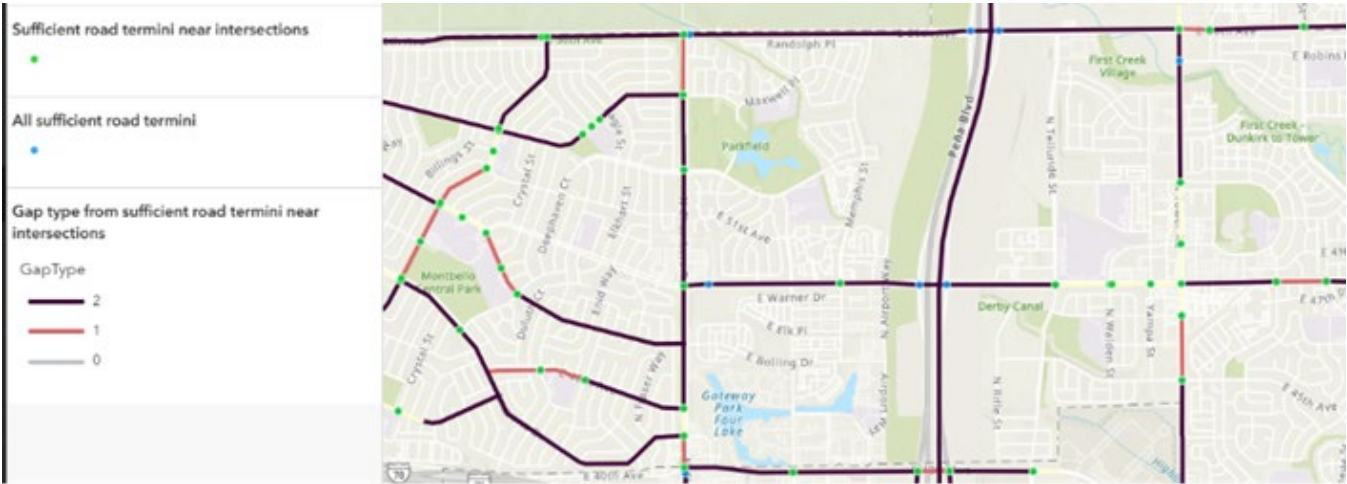 Sufficient road termini near intersections
All sufficient road termini
Gap type from sufficient road termini near
intersections
GapType
2
1
0
Randolph Pl
First Creek
Village
E Robins
Maxwell Pl
Peña Blvd
N Telluride St
First Creek -
Dunkirk to Tower
Parkfield
Billings St
Crystal St
Deephaven Ct
Elkhart St
Memphis St
E 51st Ave
Montbello
Central Park
Enid Way
E Warner Dr
N Airport Way
Derby Canal
E 47th
Duluth Ct
E Elk Pl
N Walden St
Yampa St
Crystal St
E Bolling Dr
N Fraser Way
Gateway
Park
Four
Lake
N Rifle St
E 45th Ave
E 40th Ave
70